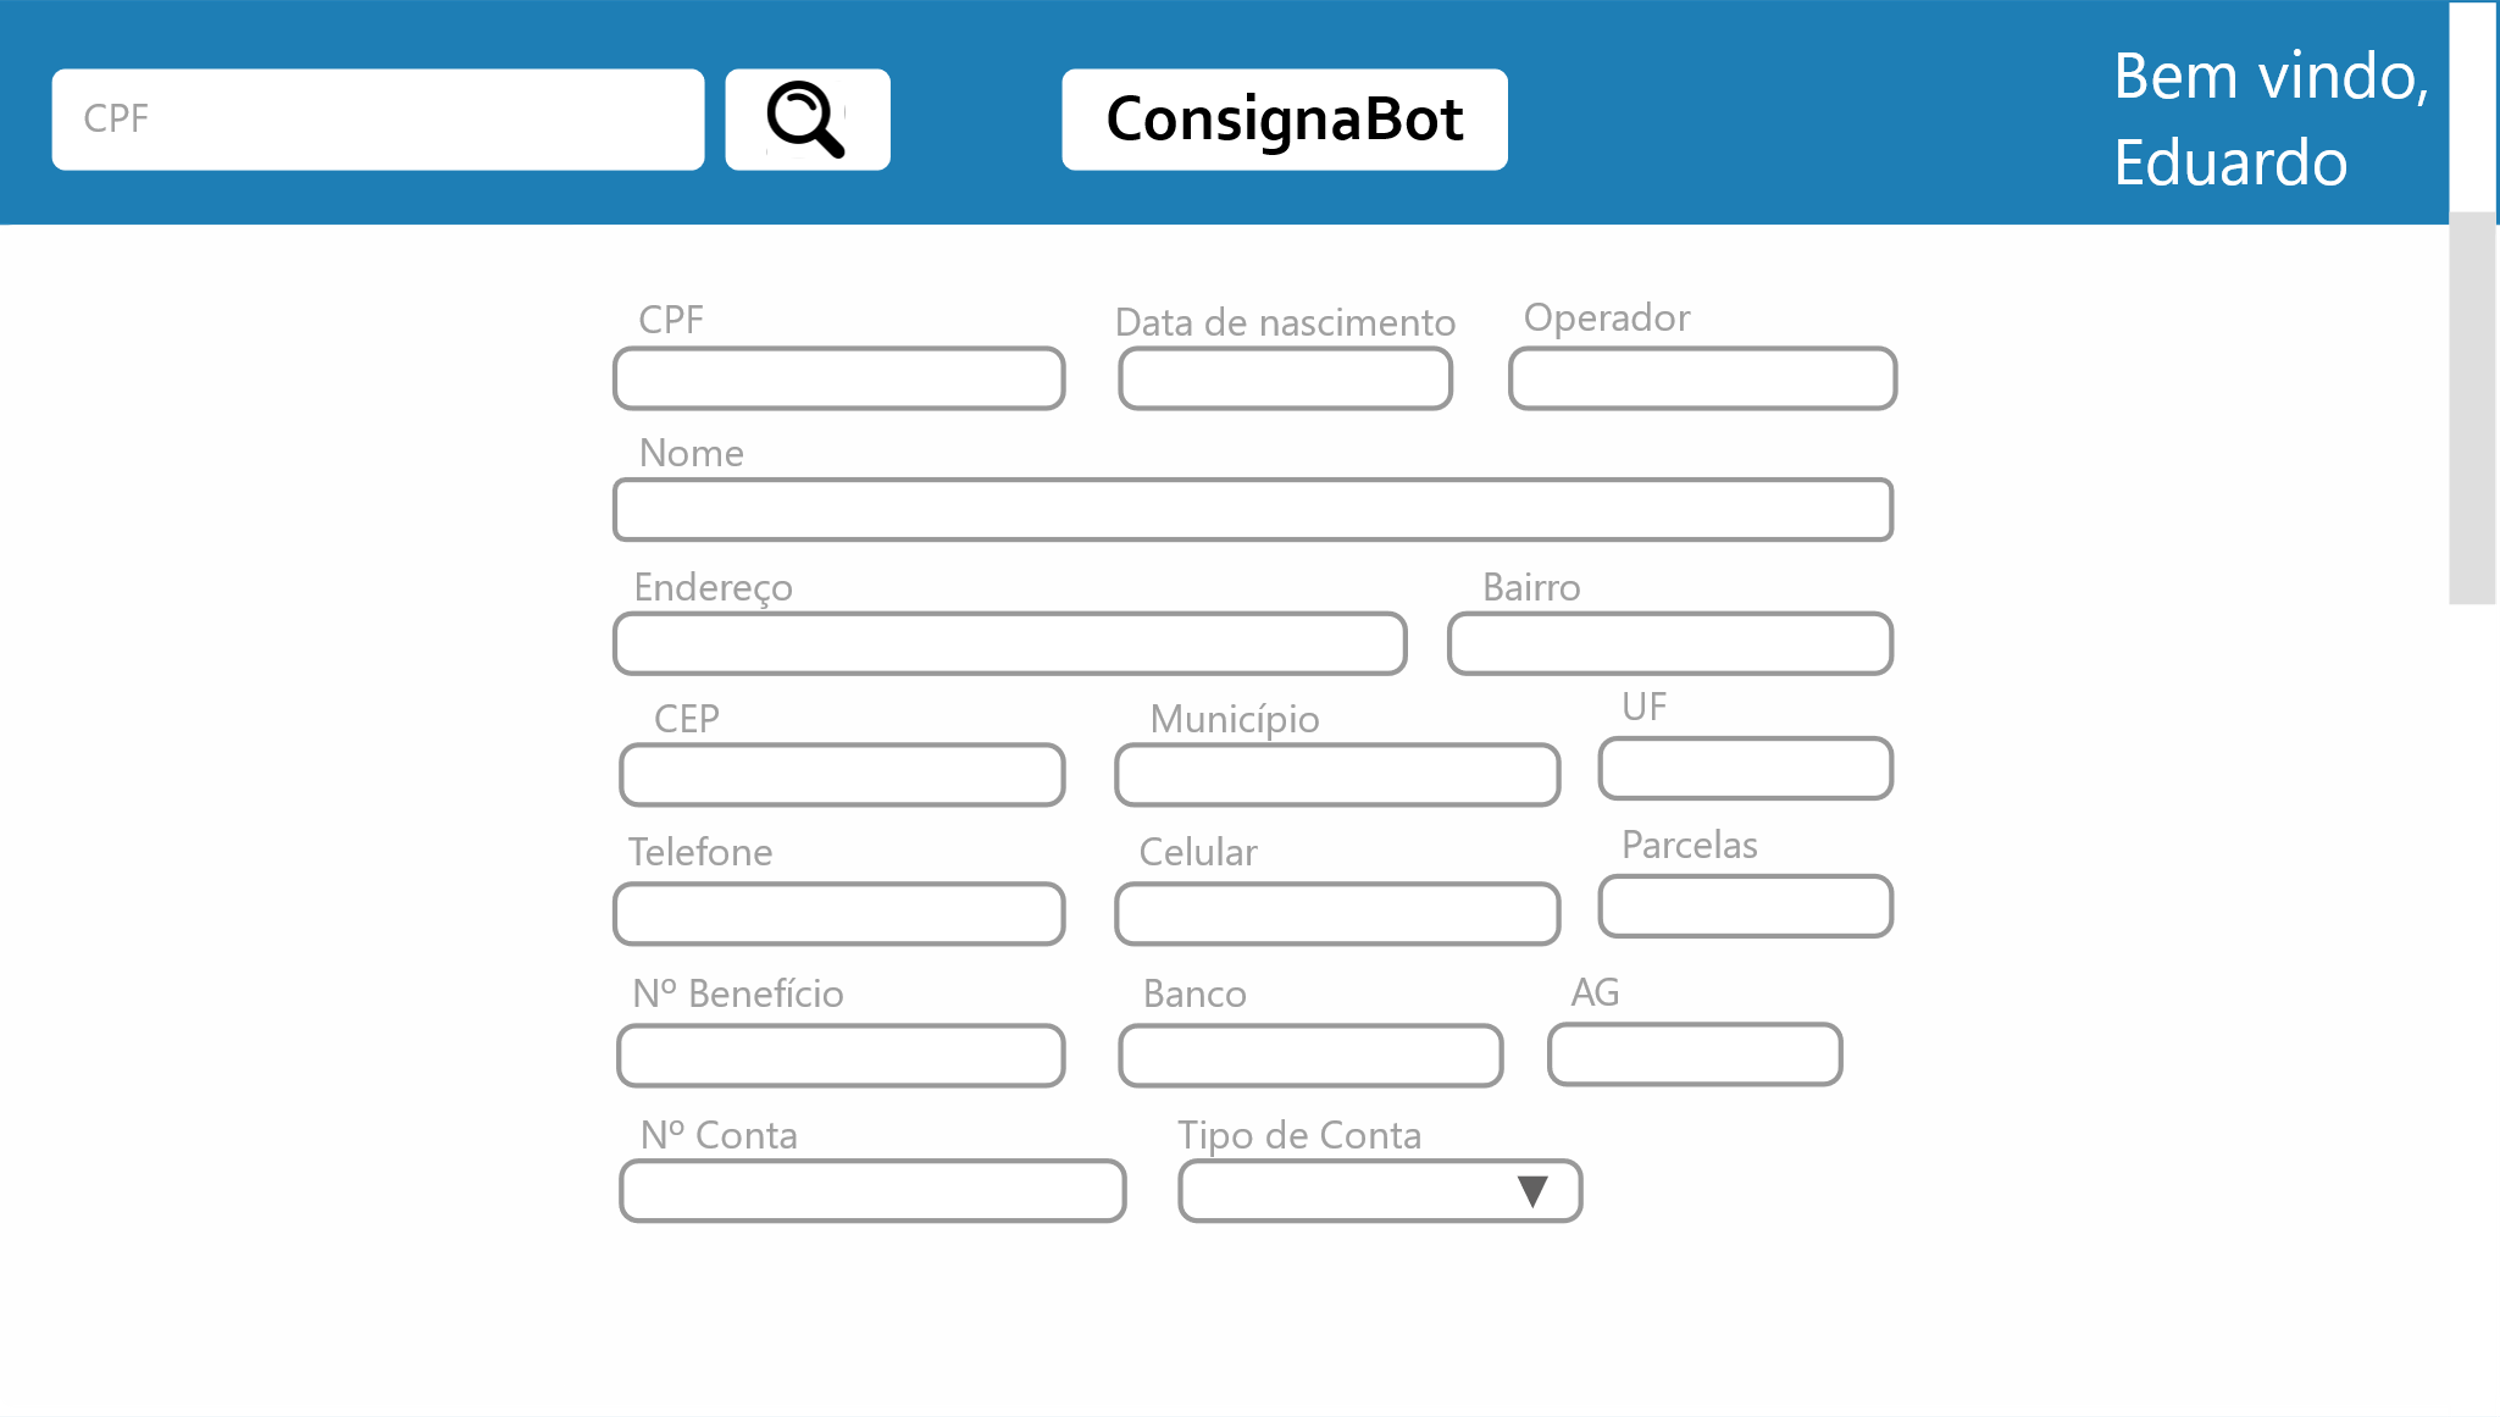 CPF
ConsignaBot
Bem vindo,
Eduardo
CPF
Data de nascimento
Operador
Nome
Endereço
Bairro
CEP
Município
UF
Telefone
Celular
Parcelas
Nº Benefício
Banco
AG
Nº Conta
Tipo de Conta